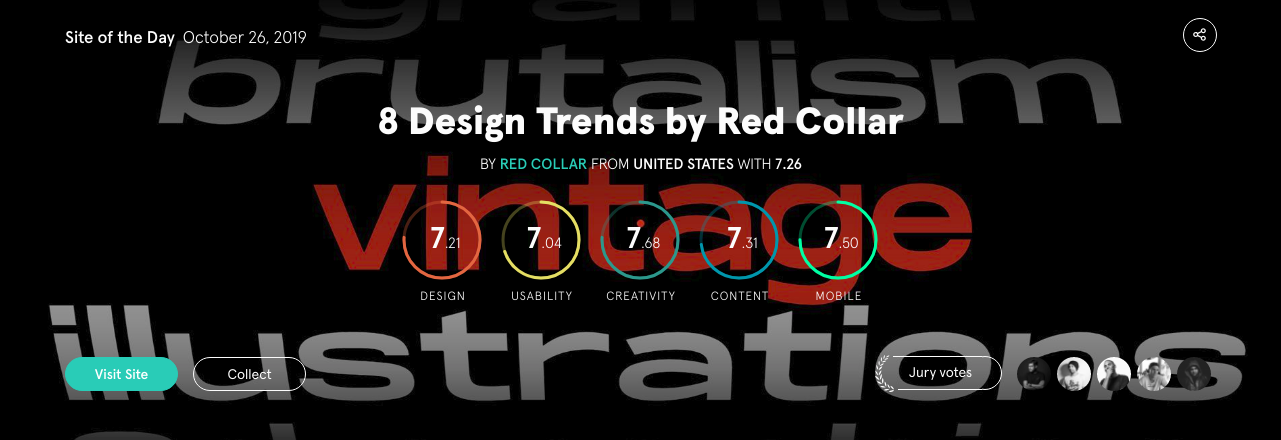 Site of the Day October 26, 2019
brutalism
8 Design Trends by Red Collar
BY RED COLLAR FROM UNITED STATES WITH 7.26
vintage
7.21 7.04 7.68 7.31 7.50
DESIGN USABILITY CREATIVITY CONTENT MOBILE
illustrations
Visit Site Collect Jury votes